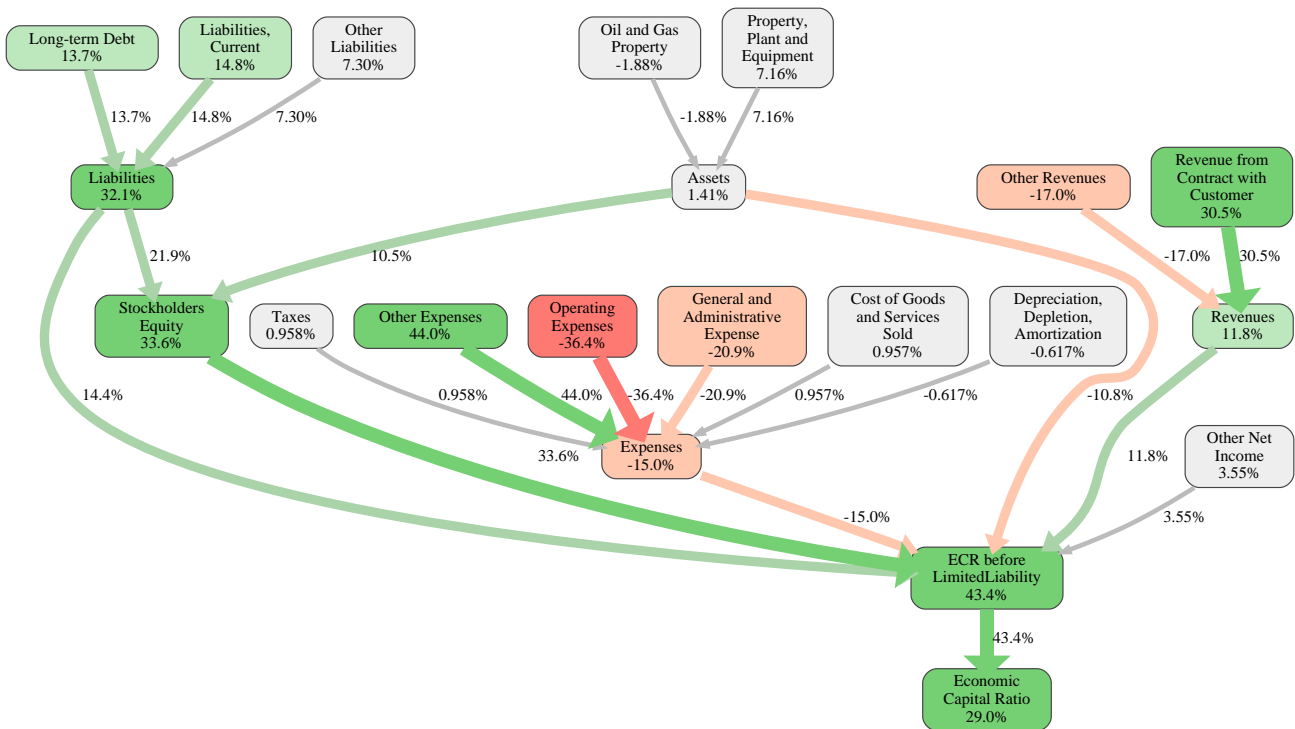 Long-term Debt
13.7%
Liabilities,
Current
14.8%
Other
Liabilities
7.30%
Oil and Gas
Property
-1.88%
Property,
Plant and
Equipment
7.16%
13.7%
14.8%
7.30%
-1.88%
7.16%
Liabilities
32.1%
Assets
1.41%
Other Revenues
-17.0%
Revenue from
Contract with
Customer
30.5%
21.9%
10.5%
-17.0%
30.5%
Stockholders
Equity
33.6%
Taxes
0.958%
Other Expenses
44.0%
Operating
Expenses
-36.4%
General and
Administrative
Expense
-20.9%
Cost of Goods
and Services
Sold
0.957%
Depreciation,
Depletion,
Amortization
-0.617%
Revenues
11.8%
14.4%
0.958%
44.0%
-36.4%
-20.9%
0.957%
-0.617%
-10.8%
33.6%
Expenses
-15.0%
11.8%
Other Net
Income
3.55%
-15.0%
3.55%
ECR before
LimitedLiability
43.4%
43.4%
Economic
Capital Ratio
29.0%